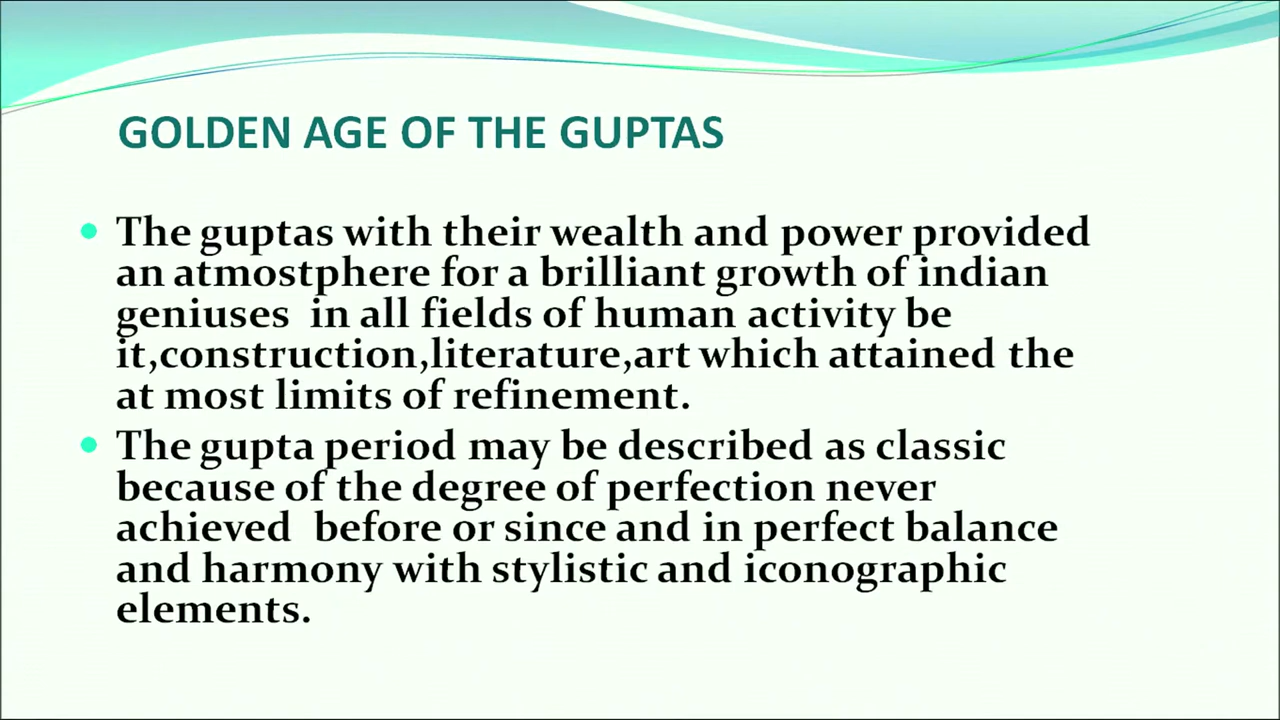 GOLDEN AGE OF THE GUPTAS
• The guptas with their wealth and power provided
an atmostphere for a brilliant growth of indian
geniuses  in all fields of human activity be
it,construction,literature,art which attained the
at most limits of refinement.
• The gupta period may be described as classic
because of the degree of perfection never
achieved  before or since and in perfect balance
and harmony with stylistic and iconographic
elements.